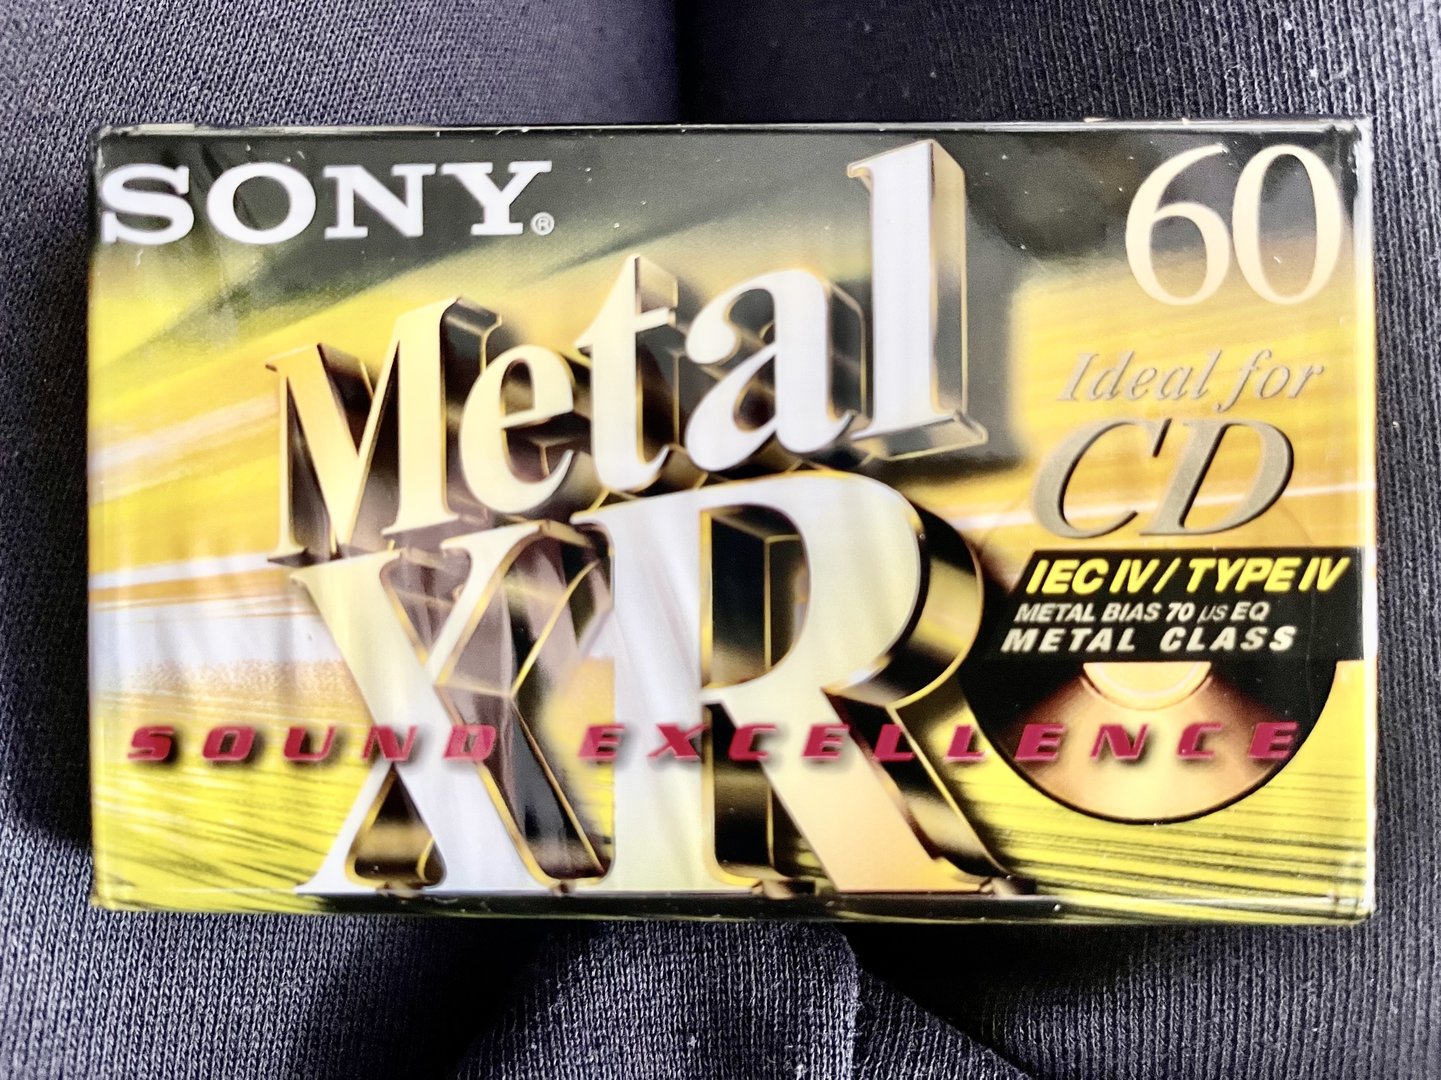 SONY®
60
Metal
XR
Ideal for
CD
IEC IV / TYPE IV
METAL BIAS 70 µs EQ
METAL CLASS
SOUND EXCELLENCE